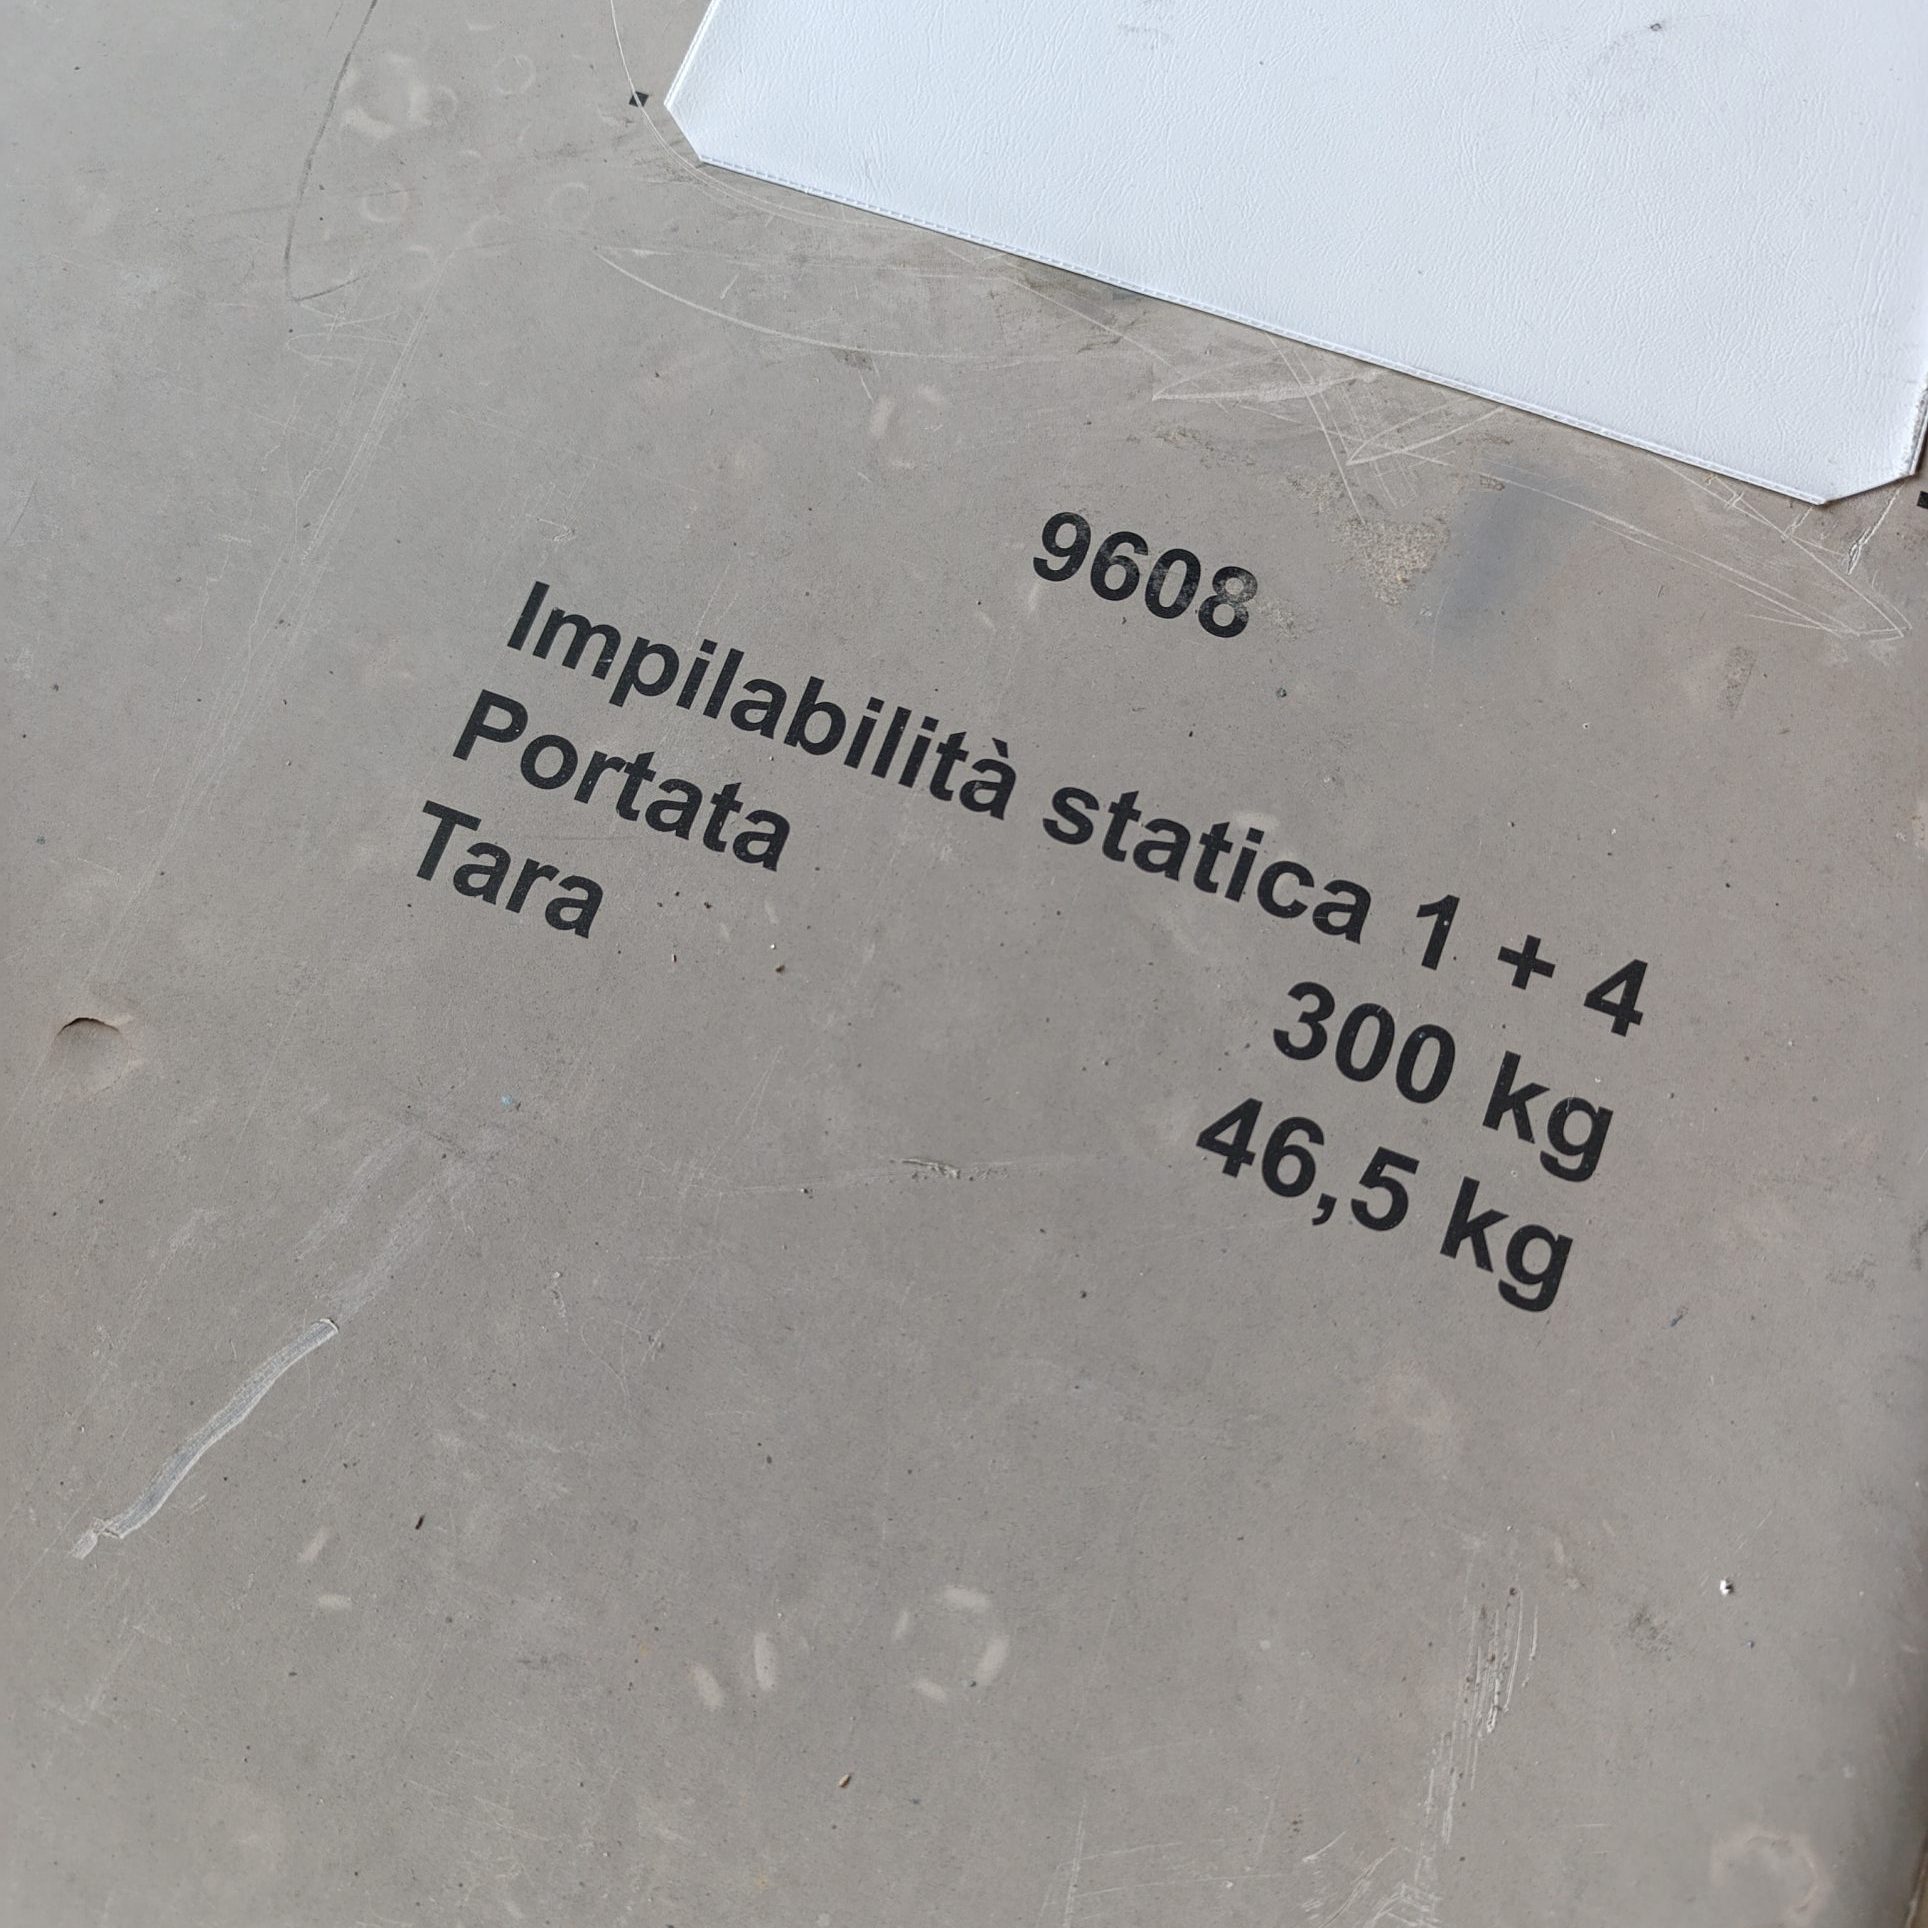 9608
Impilabilità statica 1 + 4
Portata 300 kg
Tara 46,5 kg